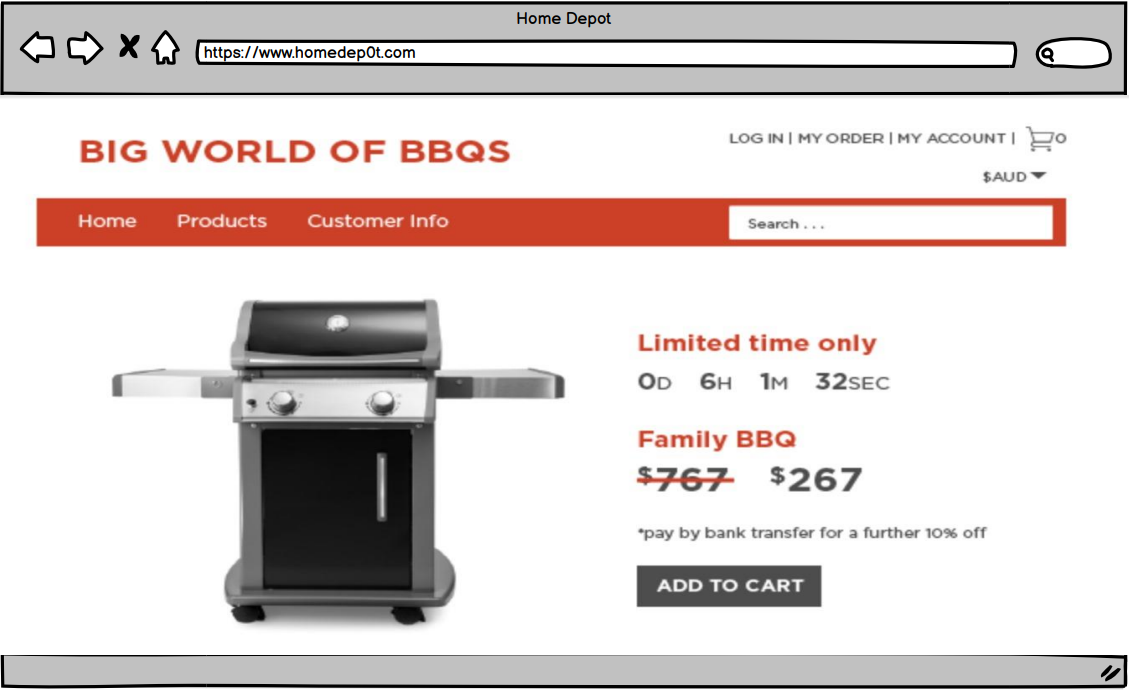 Home Depot
https://www.homedep0t.com
BIG WORLD OF BBQS
LOG IN | MY ORDER | MY ACCOUNT | 0
$AUD
Home Products Customer Info Search . . .
Limited time only
0D 6H 1M 32SEC
Family BBQ
$767 $267
*pay by bank transfer for a further 10% off
ADD TO CART